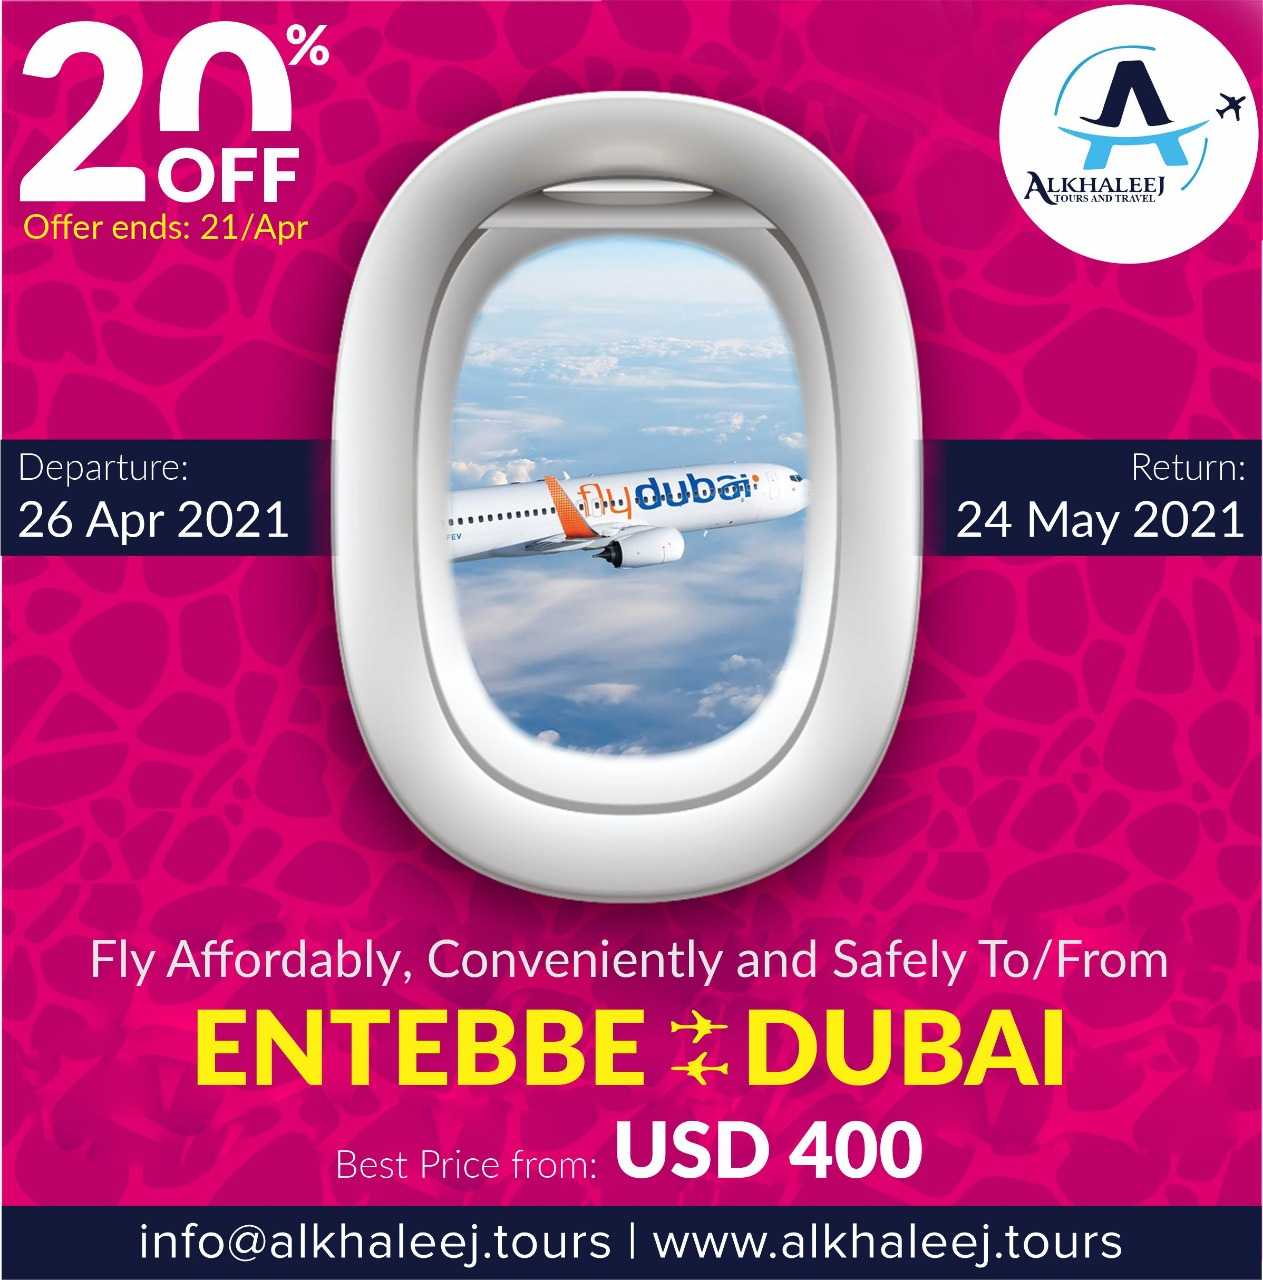 20%
OFF
Offer ends: 21/Apr
ALKHALEEJ
TOURS AND TRAVEL
Departure:
26 Apr 2021
Return:
24 May 2021
flydubai
FEV
Fly Affordably, Conveniently and Safely To/From
ENTEBBE DUBAI
Best Price from: USD 400
info@alkhaleej.tours | www.alkhaleej.tours